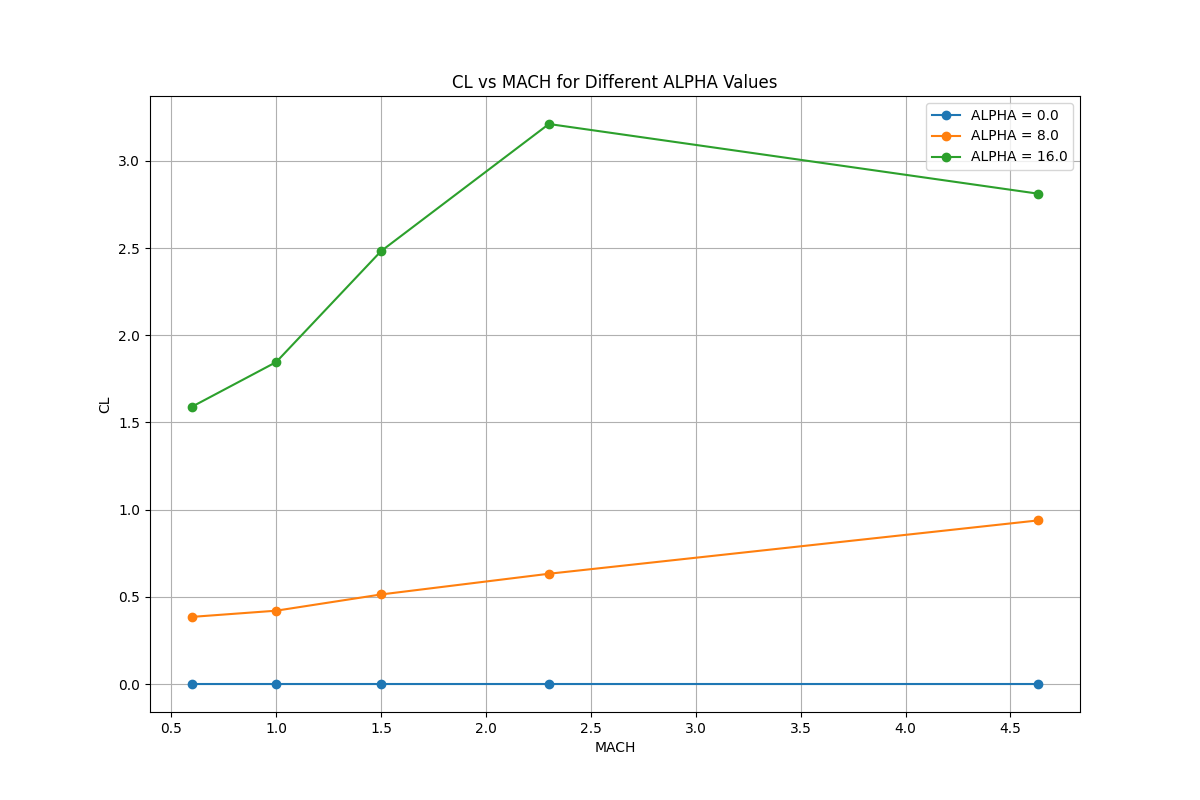 CL vs MACH for Different ALPHA Values
ALPHA = 0.0
ALPHA = 8.0
ALPHA = 16.0
3.0
2.5
2.0
1.5
1.0
0.5
0.0
CL
0.5 1.0 1.5 2.0 2.5 3.0 3.5 4.0 4.5
MACH